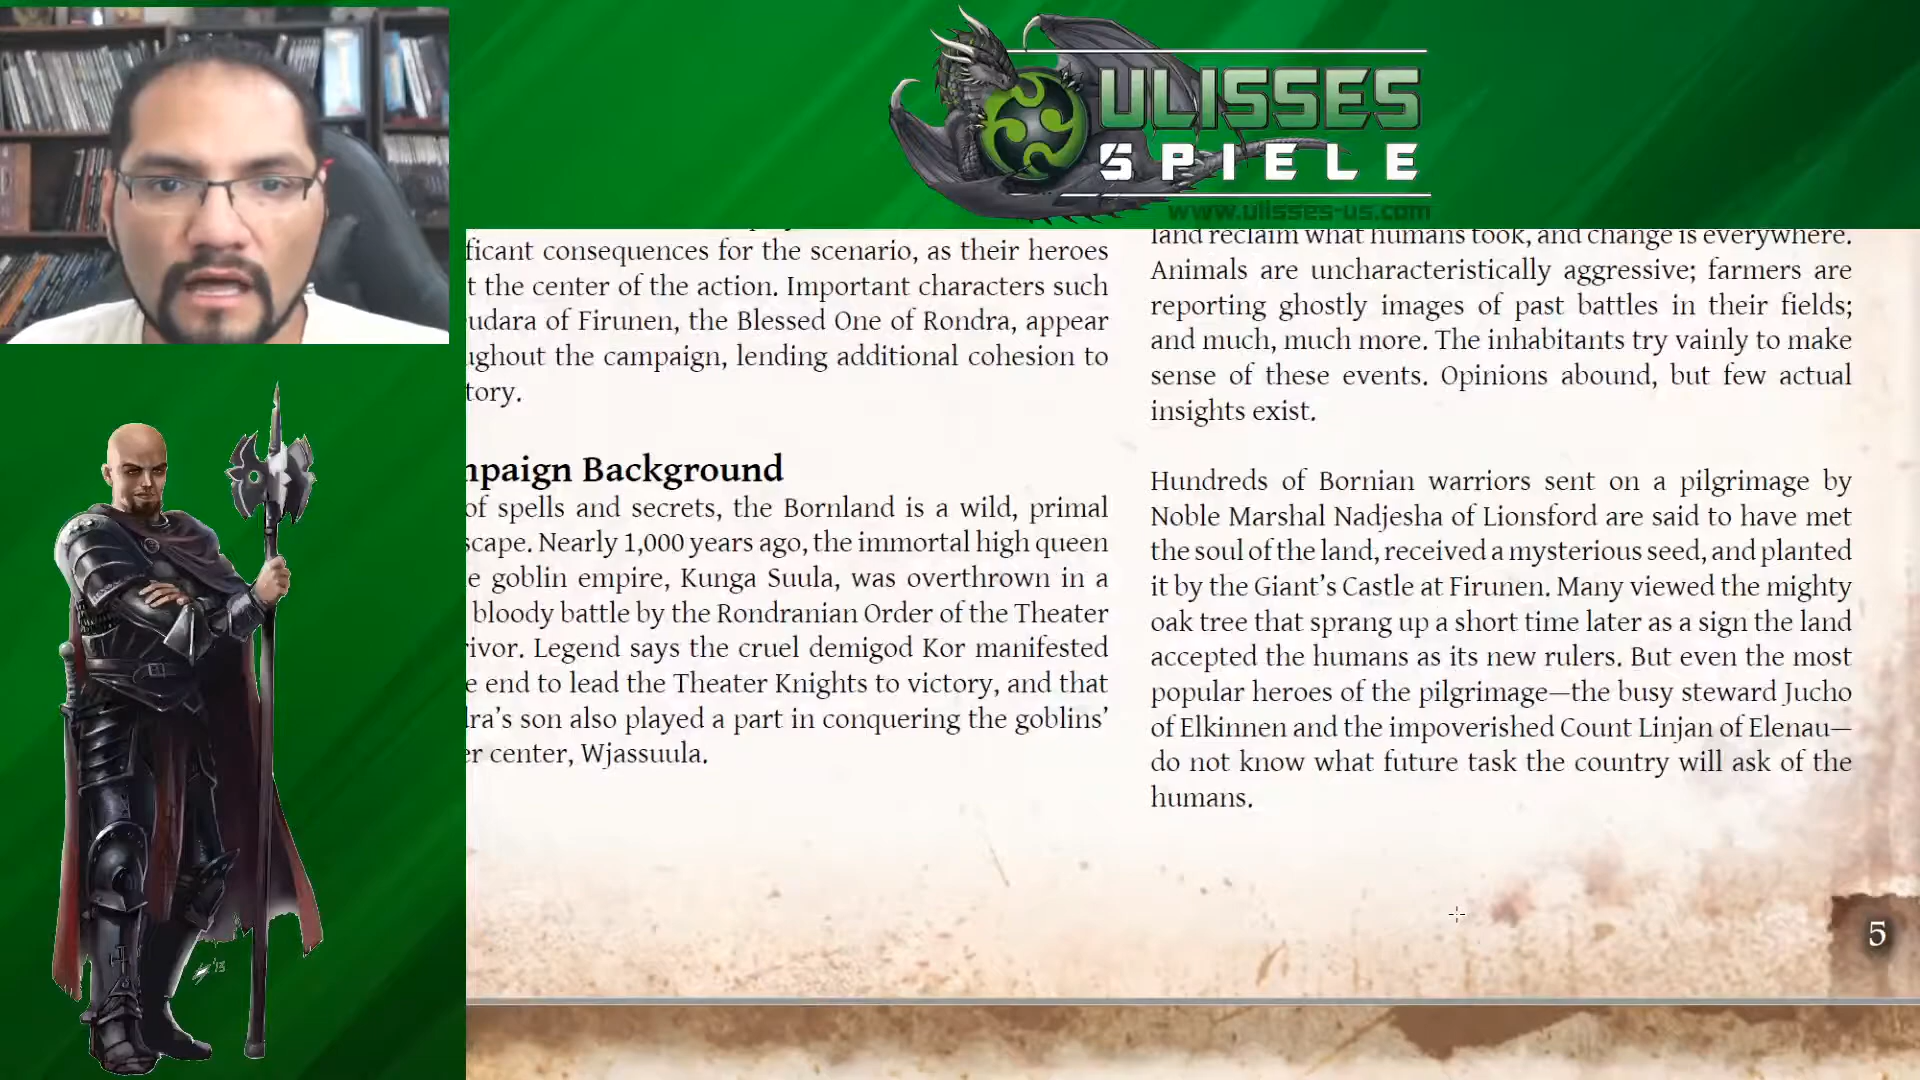 ULISSES
SPIELE
www.ulisses-us.com
ficant consequences for the scenario, as their heroes
t the center of the action. Important characters such
udara of Firunen, the Blessed One of Rondra, appear
ughout the campaign, lending additional cohesion to
tory.
mpaign Background
of spells and secrets, the Bornland is a wild, primal
scape. Nearly 1,000 years ago, the immortal high queen
e goblin empire, Kunga Suula, was overthrown in a
bloody battle by the Rondranian Order of the Theater
rivor. Legend says the cruel demigod Kor manifested
e end to lead the Theater Knights to victory, and that
dra's son also played a part in conquering the goblins'
er center, Wjassuula.
land reclaim what humans took, and change is everywhere.
Animals are uncharacteristically aggressive; farmers are
reporting ghostly images of past battles in their fields;
and much, much more. The inhabitants try vainly to make
sense of these events. Opinions abound, but few actual
insights exist.
Hundreds of Bornian warriors sent on a pilgrimage by
Noble Marshal Nadjesha of Lionsford are said to have met
the soul of the land, received a mysterious seed, and planted
it by the Giant's Castle at Firunen. Many viewed the mighty
oak tree that sprang up a short time later as a sign the land
accepted the humans as its new rulers. But even the most
popular heroes of the pilgrimage—the busy steward Jucho
of Elkinnen and the impoverished Count Linjan of Elenau—
do not know what future task the country will ask of the
humans.
5